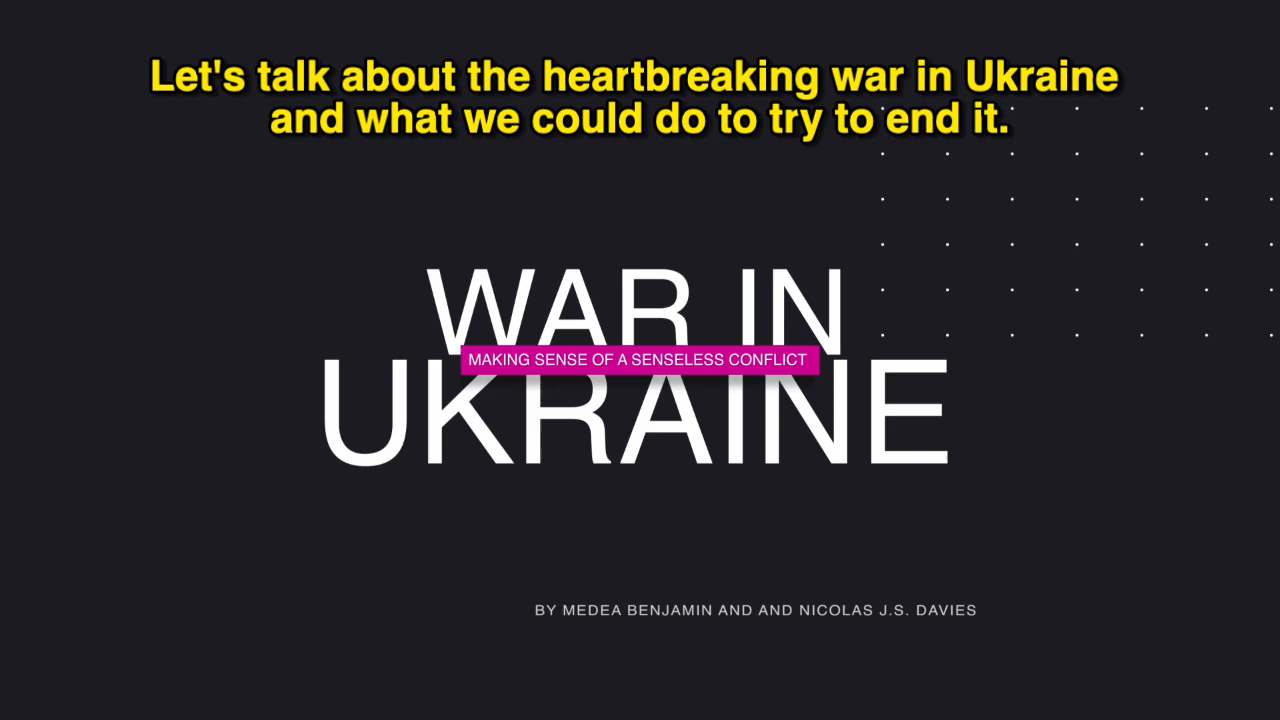 Let's talk about the heartbreaking war in Ukraine
and what we could do to try to end it.
WAR IN
MAKING SENSE OF A SENSELESS CONFLICT
UKRAINE
BY MEDEA BENJAMIN AND AND NICOLAS J.S. DAVIES